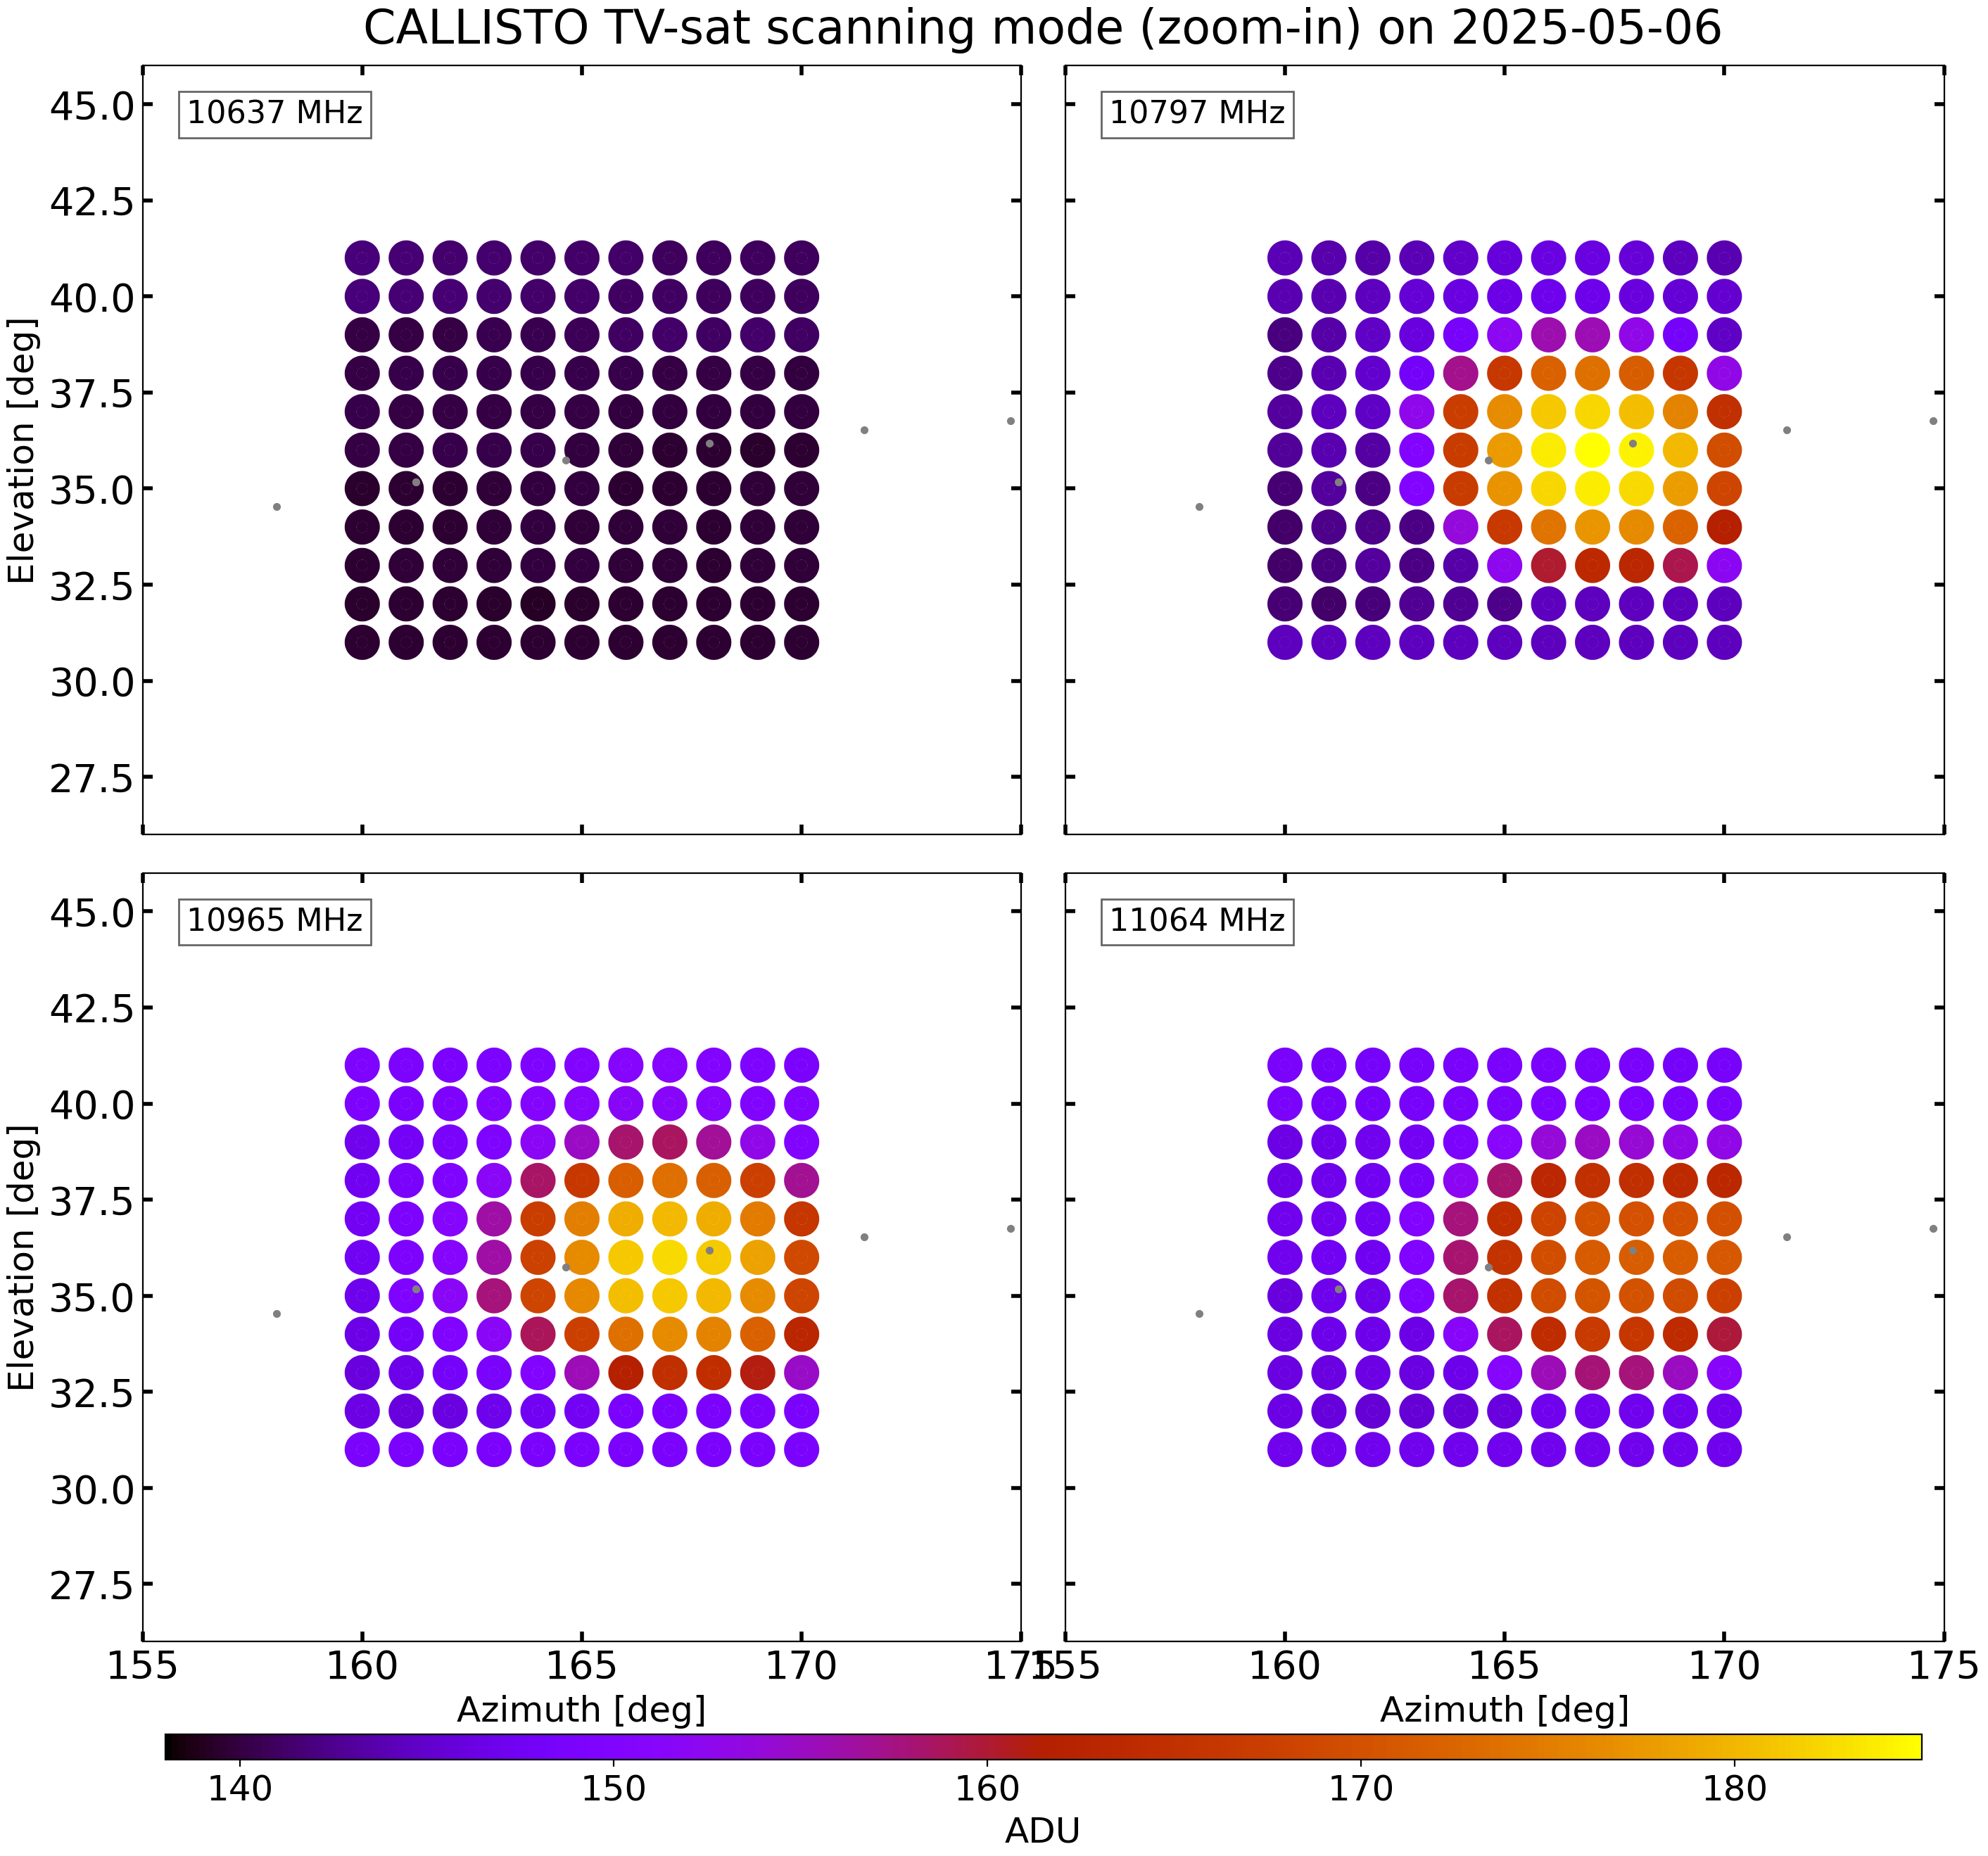 CALLISTO TV-sat scanning mode (zoom-in) on 2025-05-06
10637 MHz
10797 MHz
45.0
42.5
40.0
37.5
35.0
32.5
30.0
27.5
Elevation [deg]
10965 MHz
11064 MHz
45.0
42.5
40.0
37.5
35.0
32.5
30.0
27.5
Elevation [deg]
155 160 165 170 175 155 160 165 170 175
Azimuth [deg] Azimuth [deg]
140 150 160 170 180
ADU